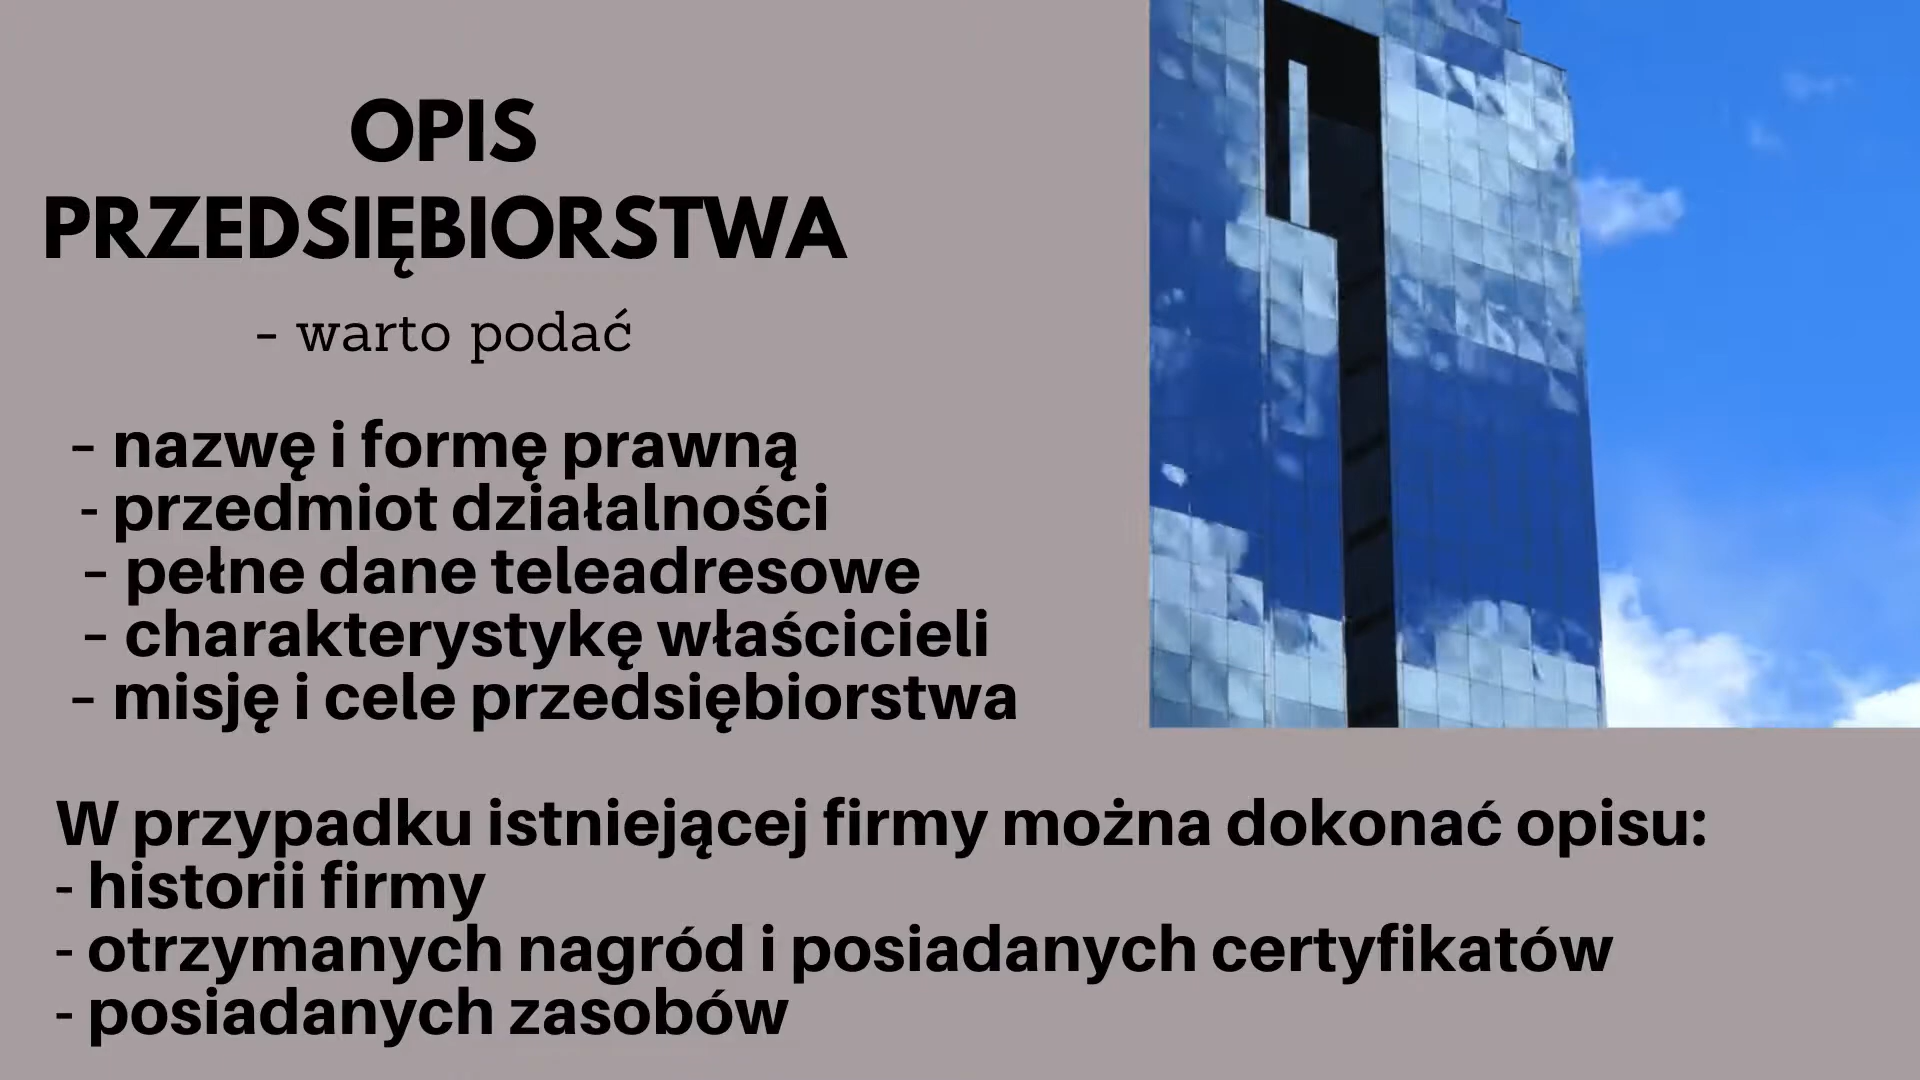 OPIS
PRZEDSIĘBIORSTWA
– warto podać
– nazwę i formę prawną
- przedmiot działalności
– pełne dane teleadresowe
– charakterystykę właścicieli
– misję i cele przedsiębiorstwa
W przypadku istniejącej firmy można dokonać opisu:
- historii firmy
- otrzymanych nagród i posiadanych certyfikatów
- posiadanych zasobów